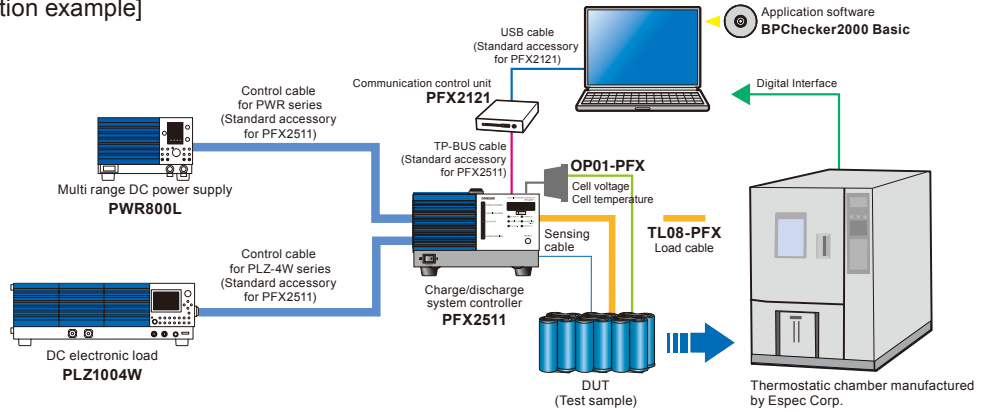 tion example]
Application software
BPChecker2000 Basic
USB cable
(Standard accessory
for PFX2121)
Communication control unit
PFX2121
Digital Interface
Control cable
for PWR series
(Standard accessory
for PFX2511)
TP-BUS cable
(Standard accessory
for PFX2511)
OP01-PFX
Cell voltage
Cell temperature
Multi range DC power supply
PWR800L
TL08-PFX
Load cable
Sensing
cable
Control cable
for PLZ-4W series
(Standard accessory
for PFX2511)
Charge/discharge
system controller
PFX2511
DC electronic load
PLZ1004W
DUT
(Test sample)
Thermostatic chamber manufactured
by Espec Corp.